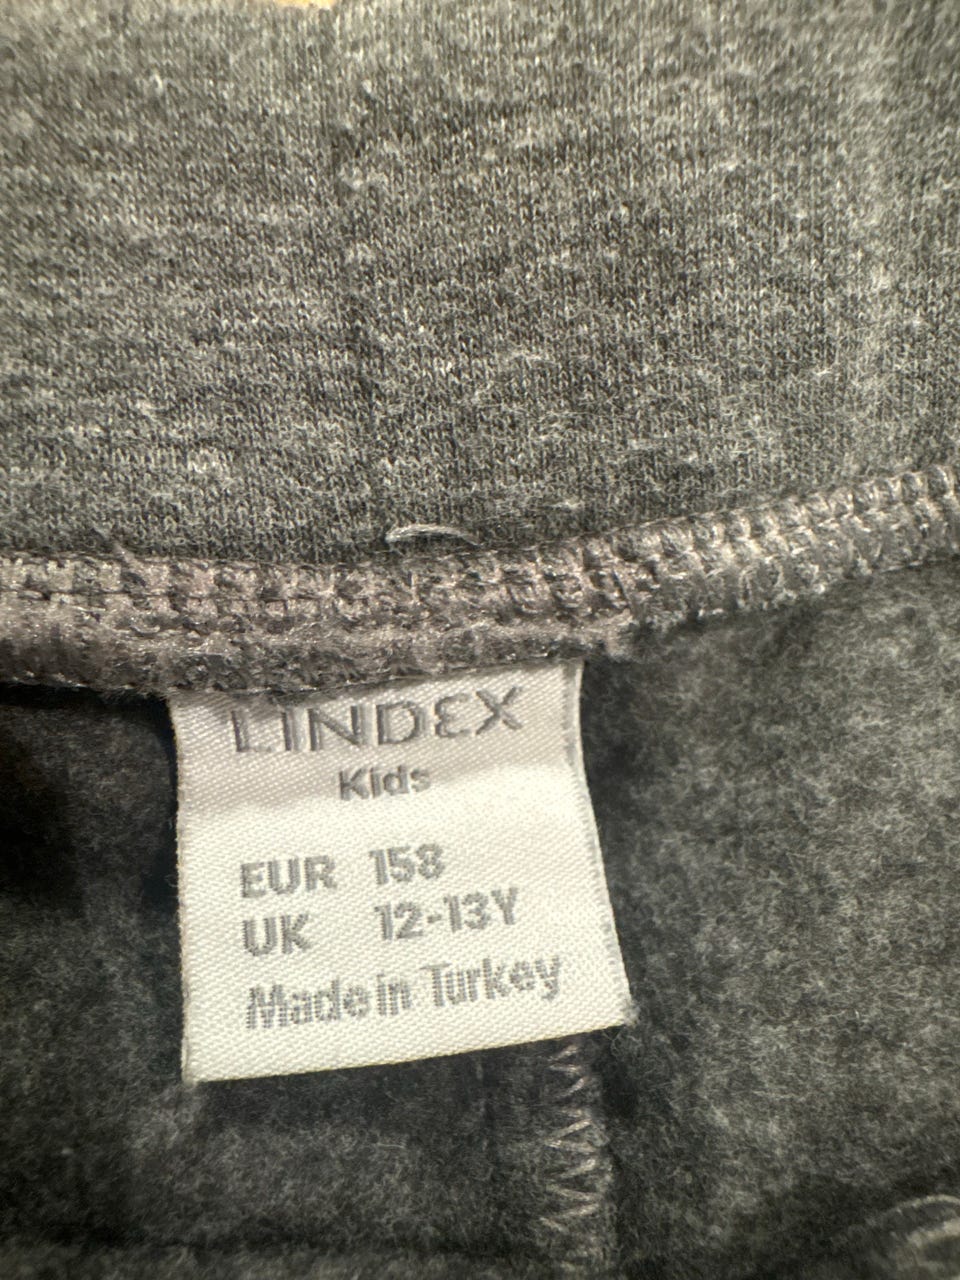 LINDEX
Kids
EUR 158
UK 12-13Y
Made in Turkey